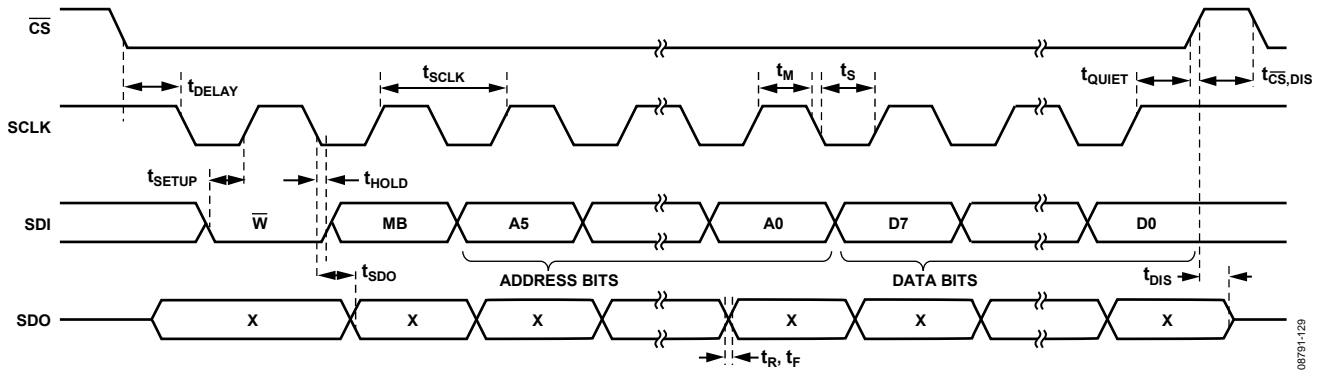 CS
tDELAY
tSCLK
tM
tS
tQUIET
tCS,DIS
SCLK
tSETUP
tHOLD
SDI
W
MB
A5
A0
D7
D0
tSDO
ADDRESS BITS
DATA BITS
tDIS
SDO
X
X
X
X
X
X
tR, tF
08791-129